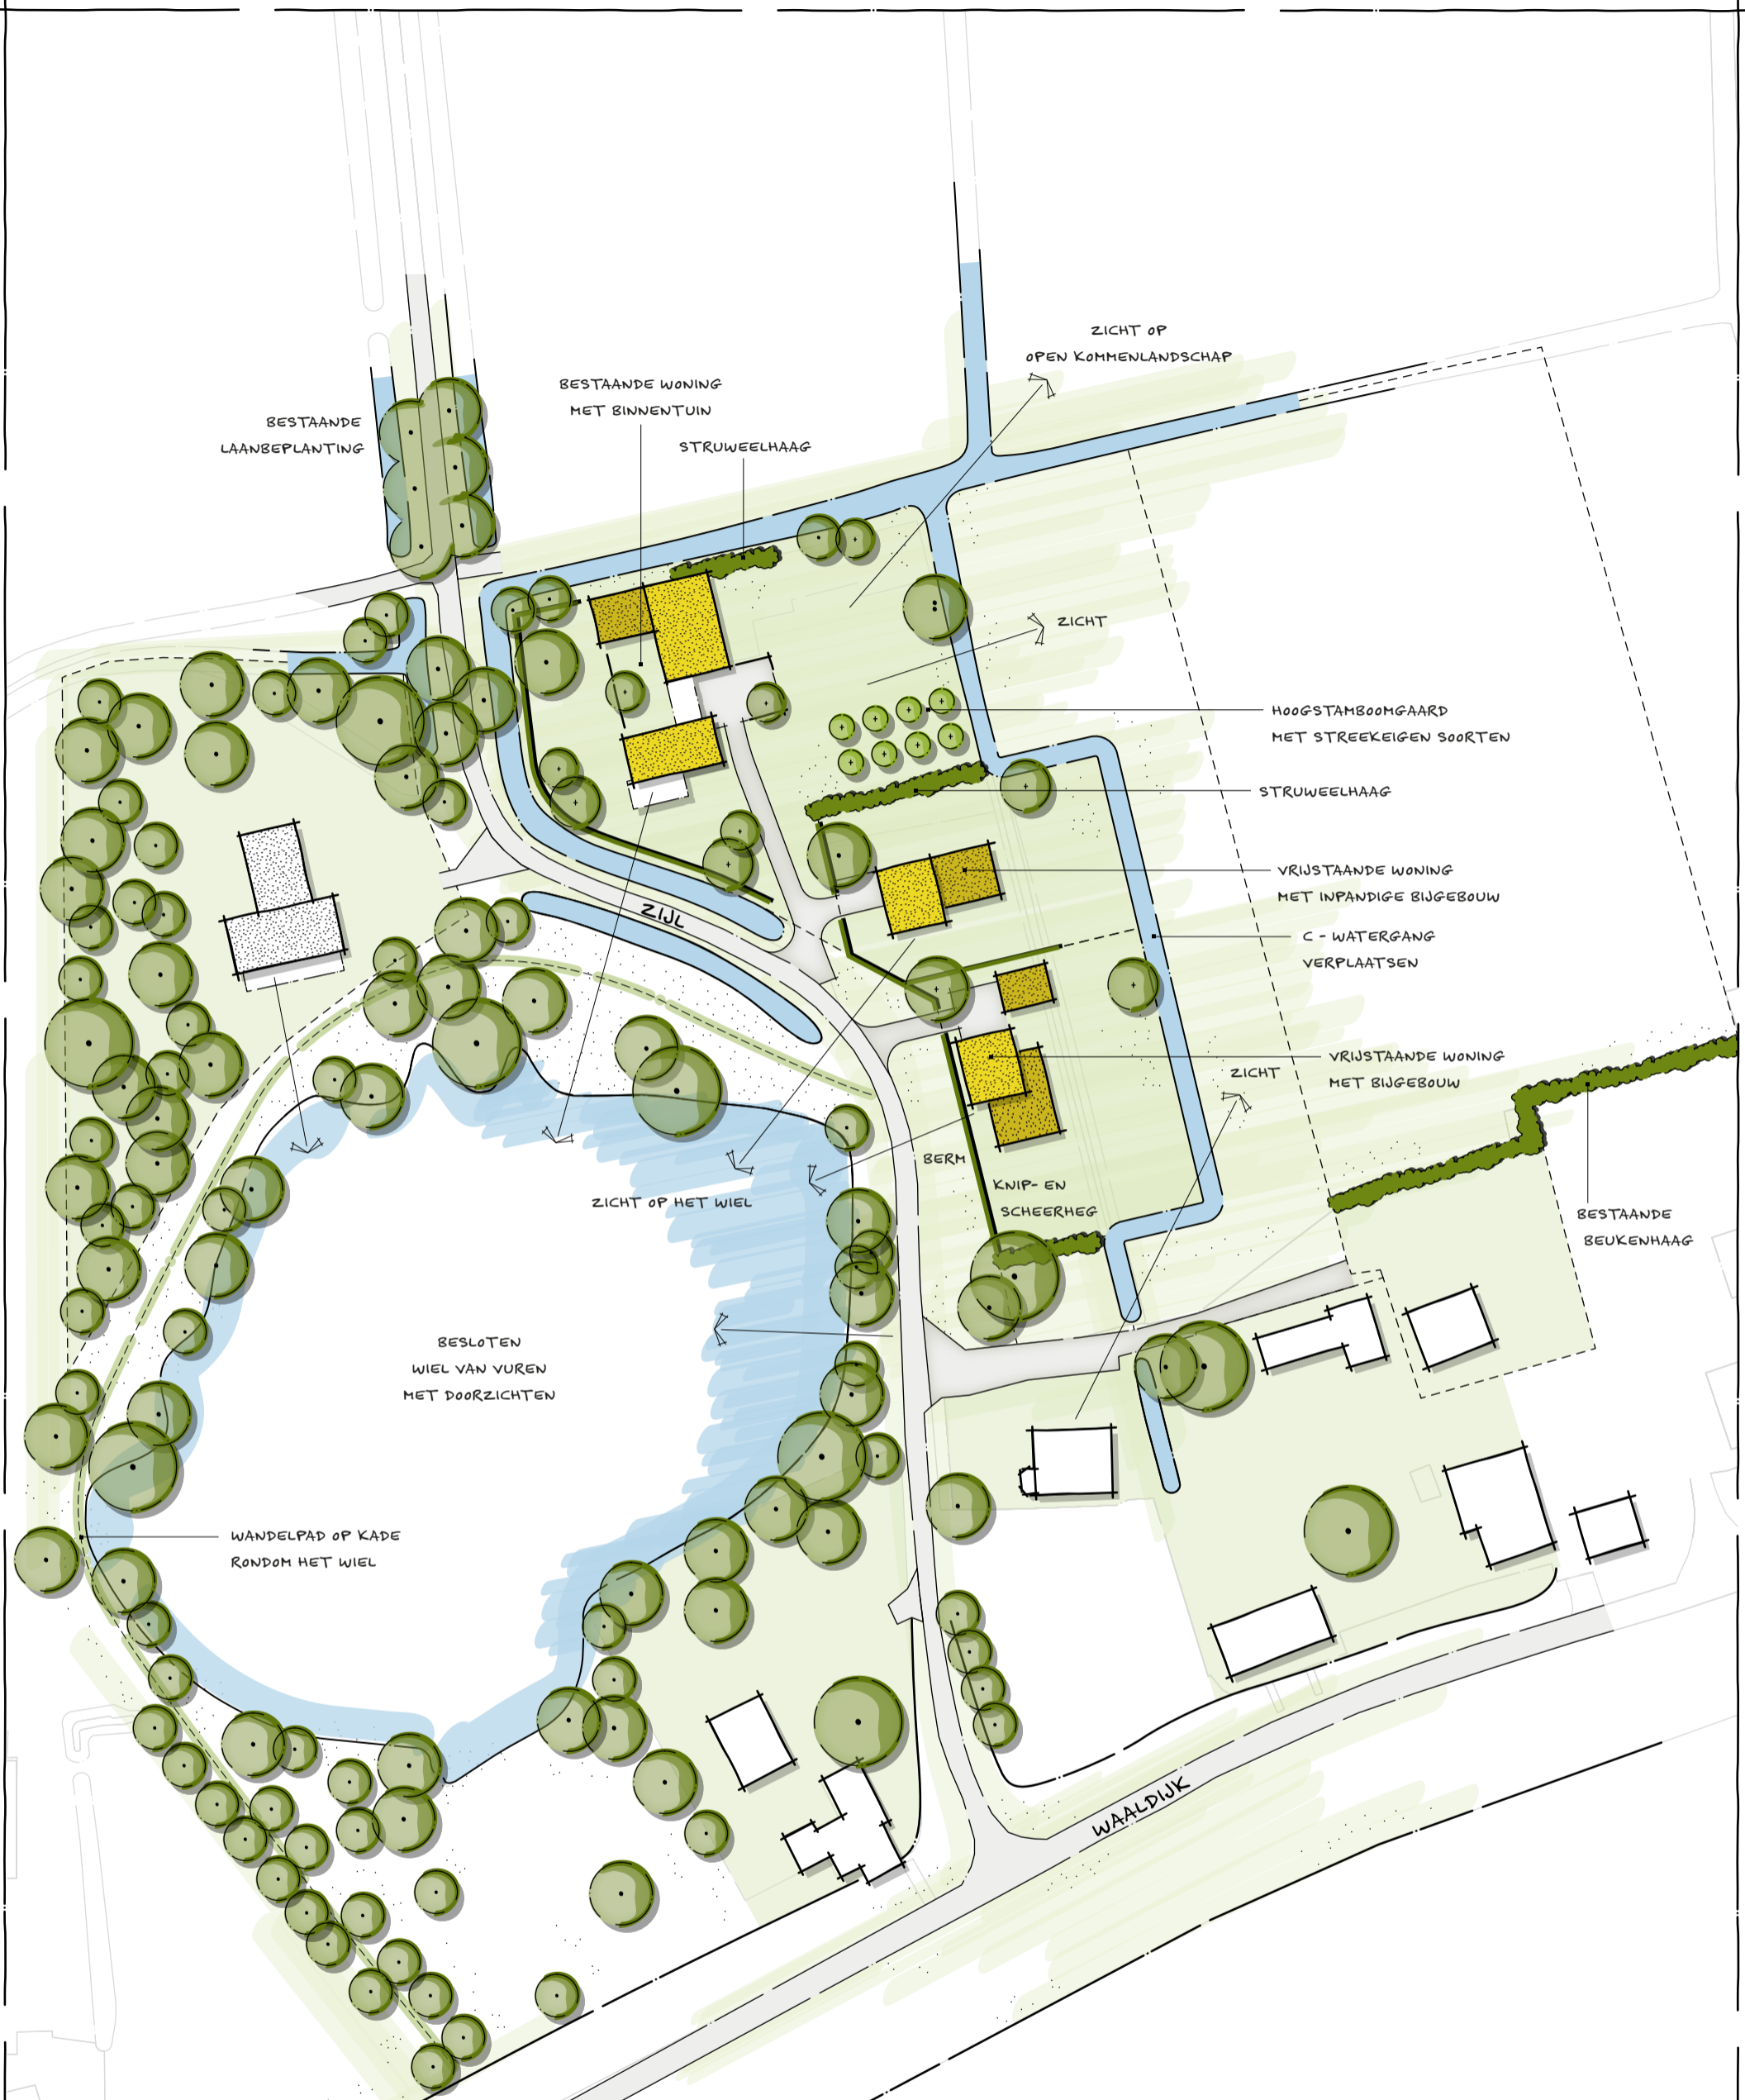 ZICHT OP
OPEN KOMMENLANDSCHAP
BESTAANDE WONING
MET BINNENTUIN
BESTAANDE
LAANBEPLANTING
STRUWEELHAAG
ZICHT
HOOGSTAMBOOMGAARD
MET STREEKEIGEN SOORTEN
STRUWEELHAAG
VRIJSTAANDE WONING
MET INPANDIGE BIJGEBOUW
ZIJL
C - WATERGANG
VERPLAATSEN
VRIJSTAANDE WONING
MET BIJGEBOUW
ZICHT
BERM
KNIP- EN
SCHEERHEG
ZICHT OP HET WIEL
BESTAANDE
BEUKENHAAG
BESLOTEN
WIEL VAN VUREN
MET DOORZICHTEN
WANDELPAD OP KADE
RONDOM HET WIEL
WAALDIJK